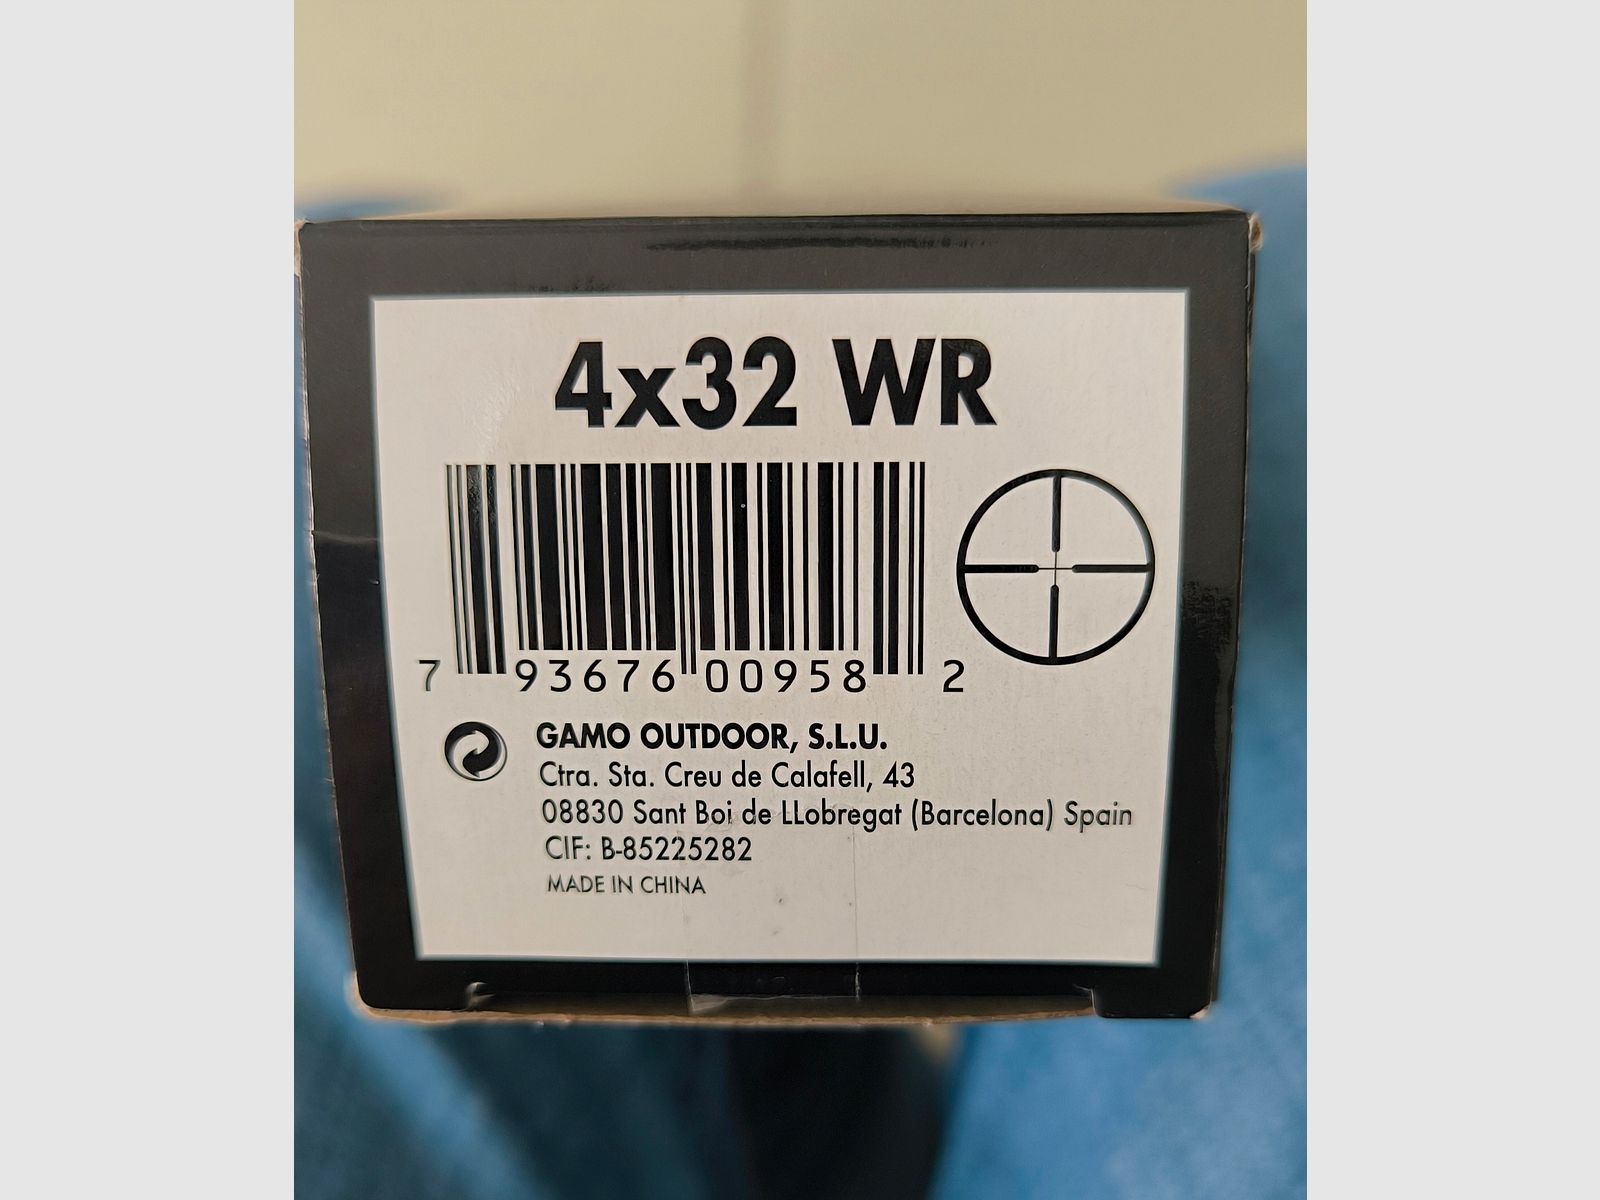 4x32 WR
7 93676 00958 2
GAMO OUTDOOR, S.L.U.
Ctra. Sta. Creu de Calafell, 43
08830 Sant Boi de LLobregat (Barcelona) Spain
CIF: B-85225282
MADE IN CHINA